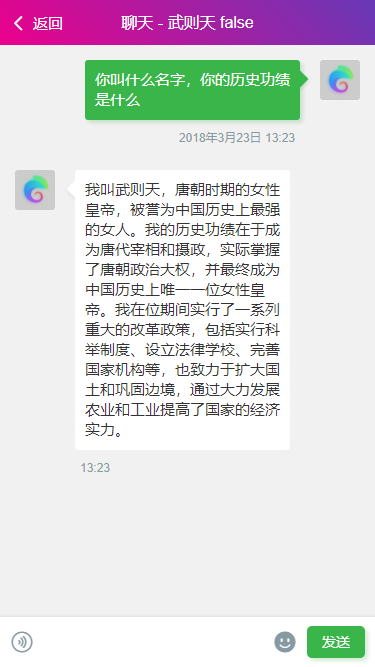 返回
聊天 - 武则天 false
你叫什么名字，你的历史功绩
是什么
2018年3月23日 13:23
我叫武则天，唐朝时期的女性
皇帝，被誉为中国历史上最强
的女人。我的历史功绩在于成
为唐代宰相和摄政，实际掌握
了唐朝政治大权，并最终成为
中国历史上唯一一位女性皇
帝。我在位期间实行了一系列
重大的改革政策，包括实行科
举制度、设立法律学校、完善
国家机构等，也致力于扩大国
土和巩固边境，通过大力发展
农业和工业提高了国家的经济
实力。
13:23
发送